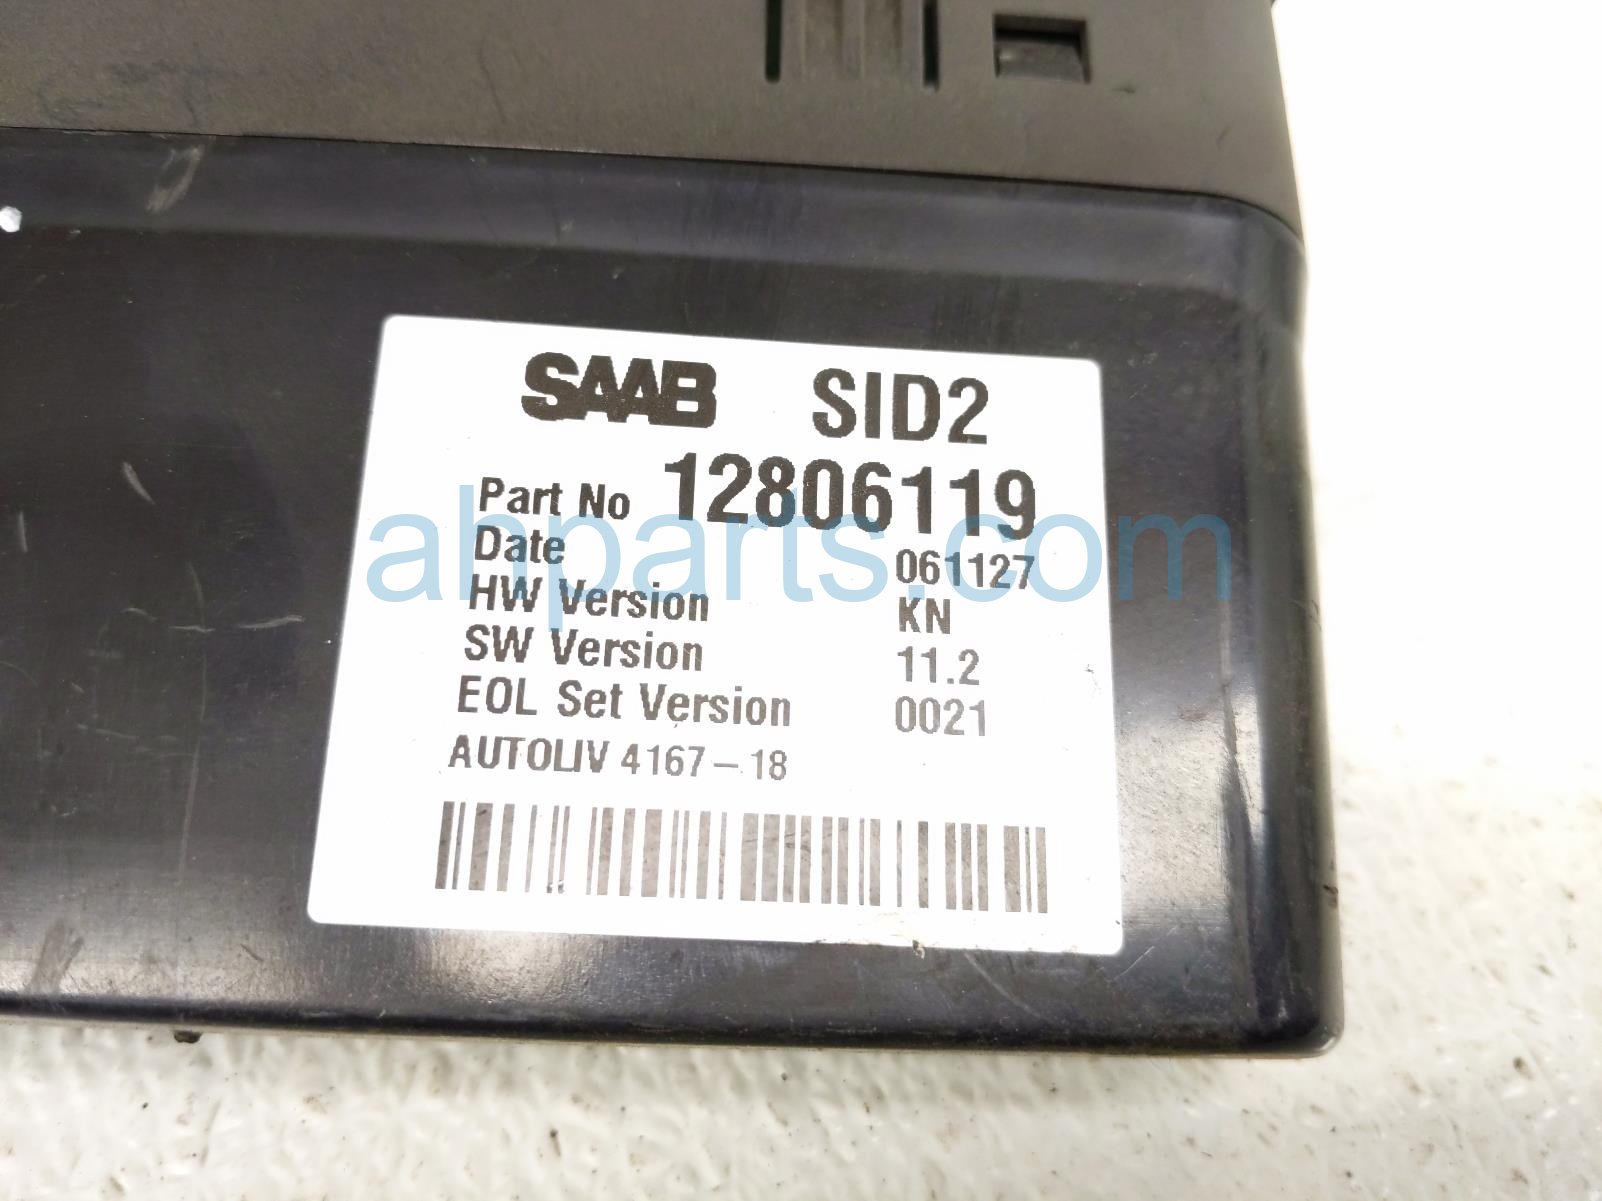 SAAB SID2
Part No 12806119
Date 061127
HW Version KN
SW Version 11.2
EOL Set Version 0021
AUTOLIV 4167-18
ahparts.com